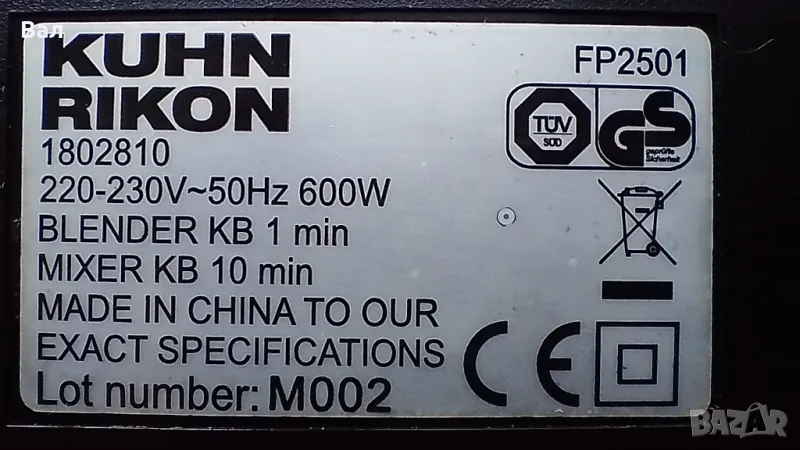 Вал
KUHN
RIKON
FP2501
TÜV
SÜD
GS
geprüfte
Sicherheit
1802810
220-230V~50Hz 600W
BLENDER KB 1 min
MIXER KB 10 min
MADE IN CHINA TO OUR
EXACT SPECIFICATIONS
CE
Lot number: M002
BAZAR